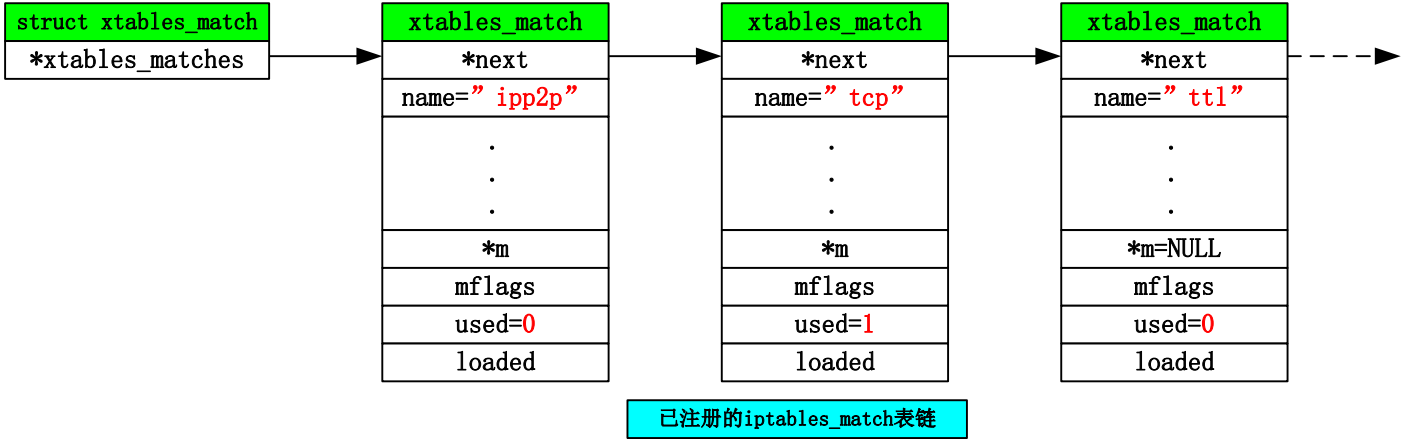 struct xtables_match
*xtables_matches
xtables_match
*next
name=”ipp2p”
.
.
.
*m
mflags
used=0
loaded
xtables_match
*next
name=”tcp”
.
.
.
*m
mflags
used=1
loaded
xtables_match
*next
name=”ttl”
.
.
.
*m=NULL
mflags
used=0
loaded
已注册的iptables_match表链